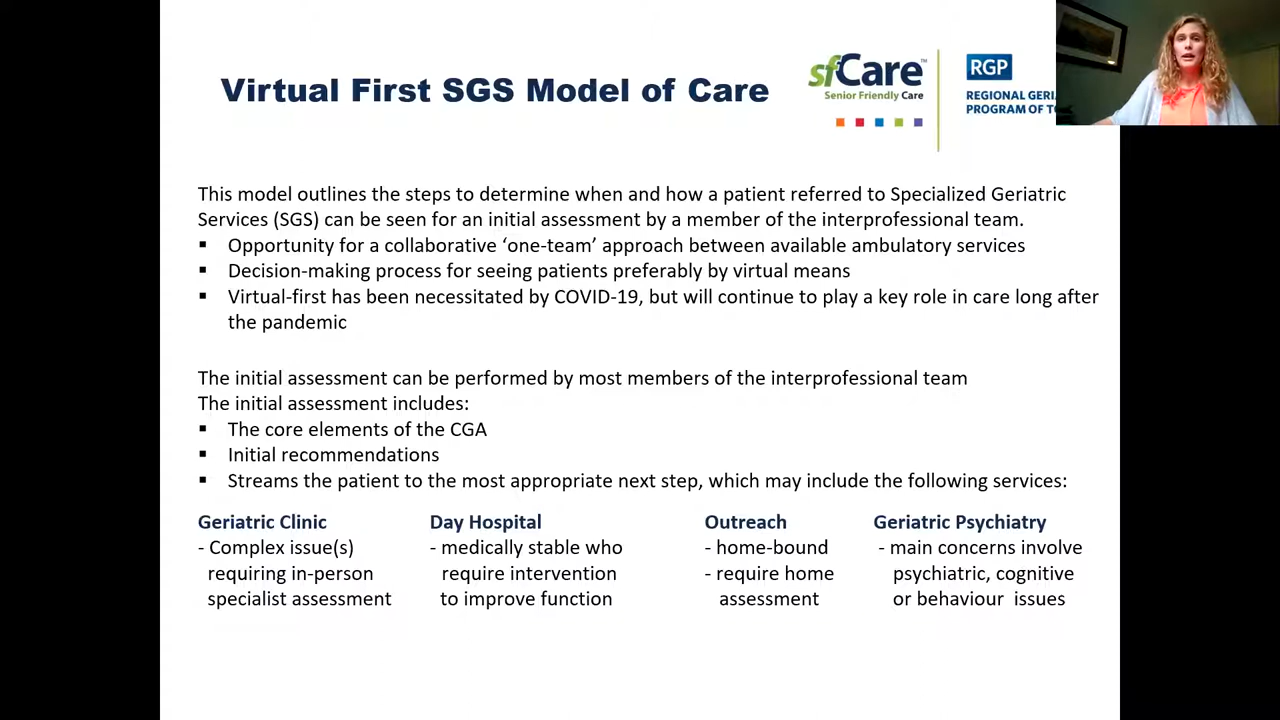 Virtual First SGS Model of Care
sfCare™
Senior Friendly Care
RGP
REGIONAL GERI
PROGRAM OF T
This model outlines the steps to determine when and how a patient referred to Specialized Geriatric
Services (SGS) can be seen for an initial assessment by a member of the interprofessional team.
▪ Opportunity for a collaborative ‘one-team’ approach between available ambulatory services
▪ Decision-making process for seeing patients preferably by virtual means
▪ Virtual-first has been necessitated by COVID-19, but will continue to play a key role in care long after
the pandemic
The initial assessment can be performed by most members of the interprofessional team
The initial assessment includes:
▪ The core elements of the CGA
▪ Initial recommendations
▪ Streams the patient to the most appropriate next step, which may include the following services:
Geriatric Clinic
- Complex issue(s)
requiring in-person
specialist assessment
Day Hospital
- medically stable who
require intervention
to improve function
Outreach
- home-bound
- require home
assessment
Geriatric Psychiatry
- main concerns involve
psychiatric, cognitive
or behaviour issues